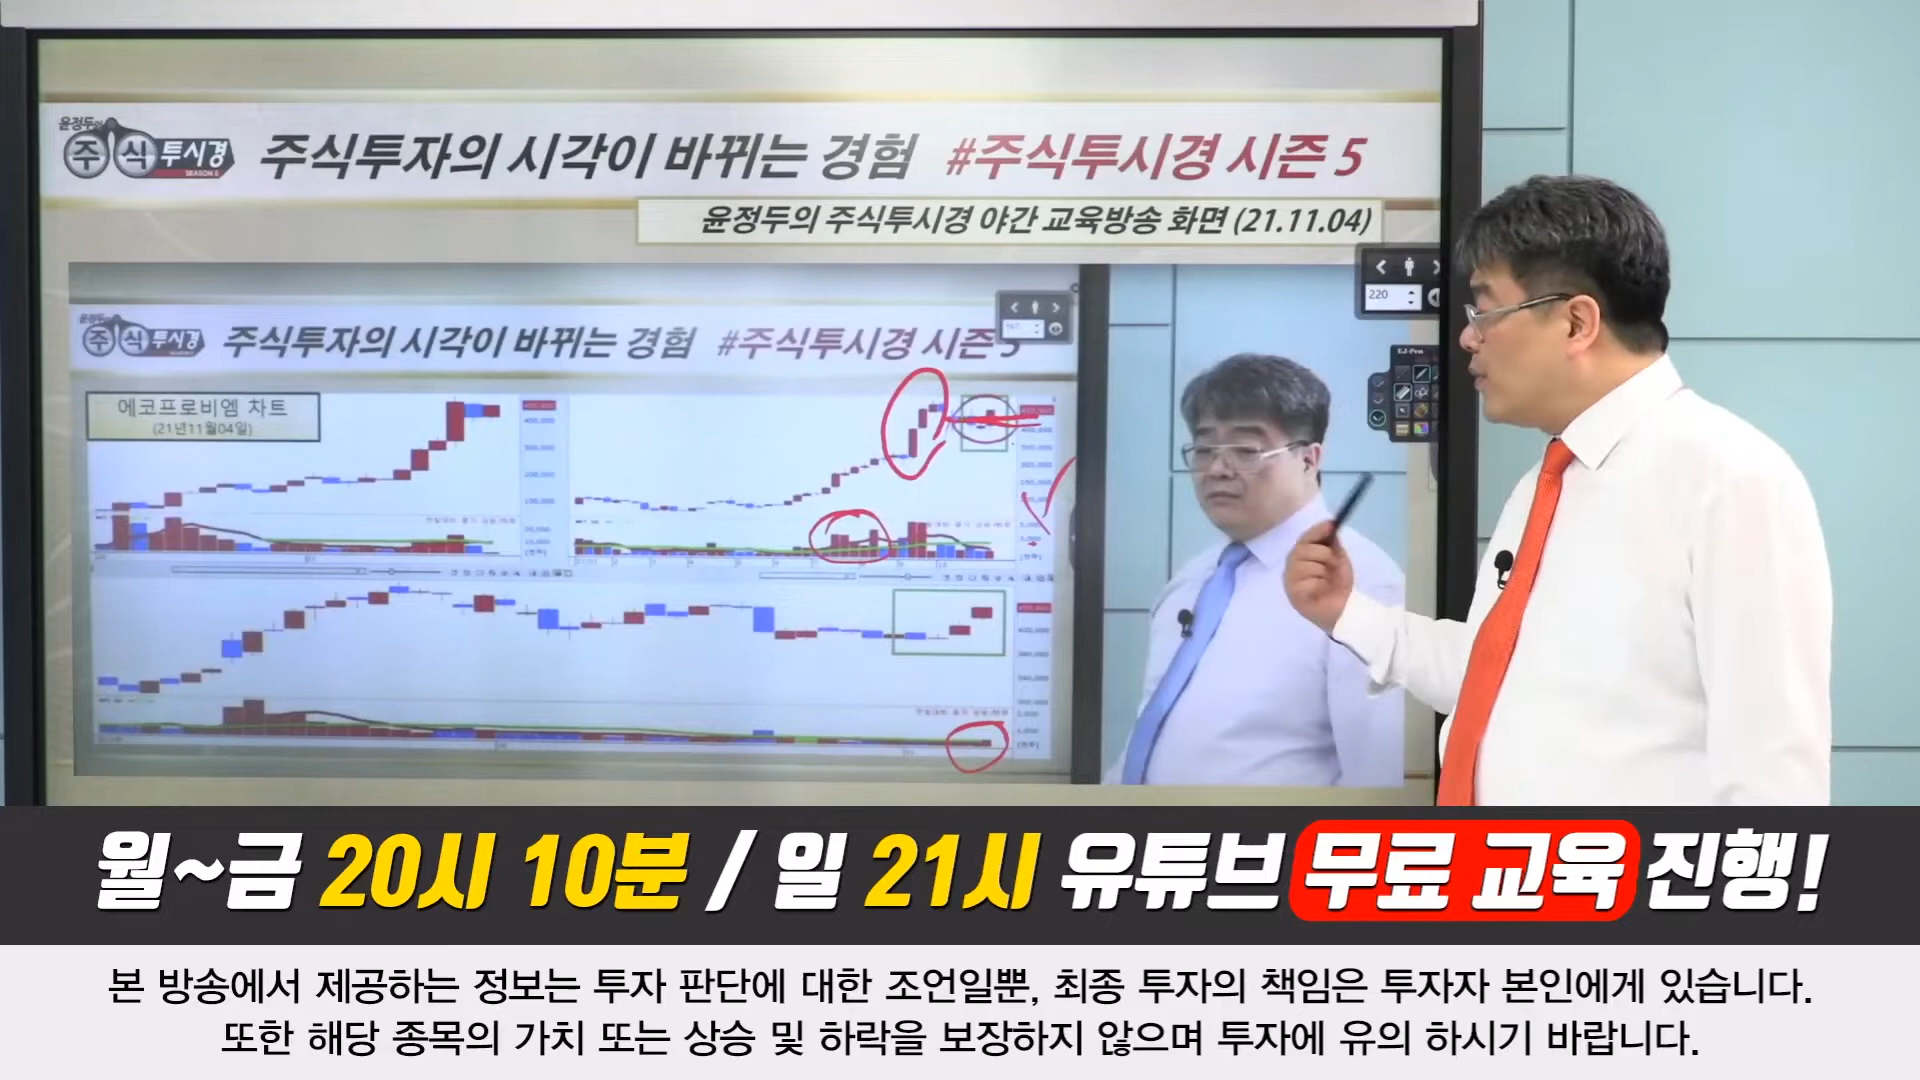 윤정두의
주식투시경
SEASON 5
주식투자의 시각이 바뀌는 경험 #주식투시경 시즌 5
윤정두의 주식투시경 야간 교육방송 화면 (21.11.04)
220
윤정두의
주식투시경
주식투자의 시각이 바뀌는 경험 #주식투시경 시즌 5
EJ-Pen
에코프로비엠 차트
(21년11월04일)
월~금 20시 10분 / 일 21시 유튜브 무료 교육 진행!
본 방송에서 제공하는 정보는 투자 판단에 대한 조언일뿐, 최종 투자의 책임은 투자자 본인에게 있습니다.
또한 해당 종목의 가치 또는 상승 및 하락을 보장하지 않으며 투자에 유의 하시기 바랍니다.